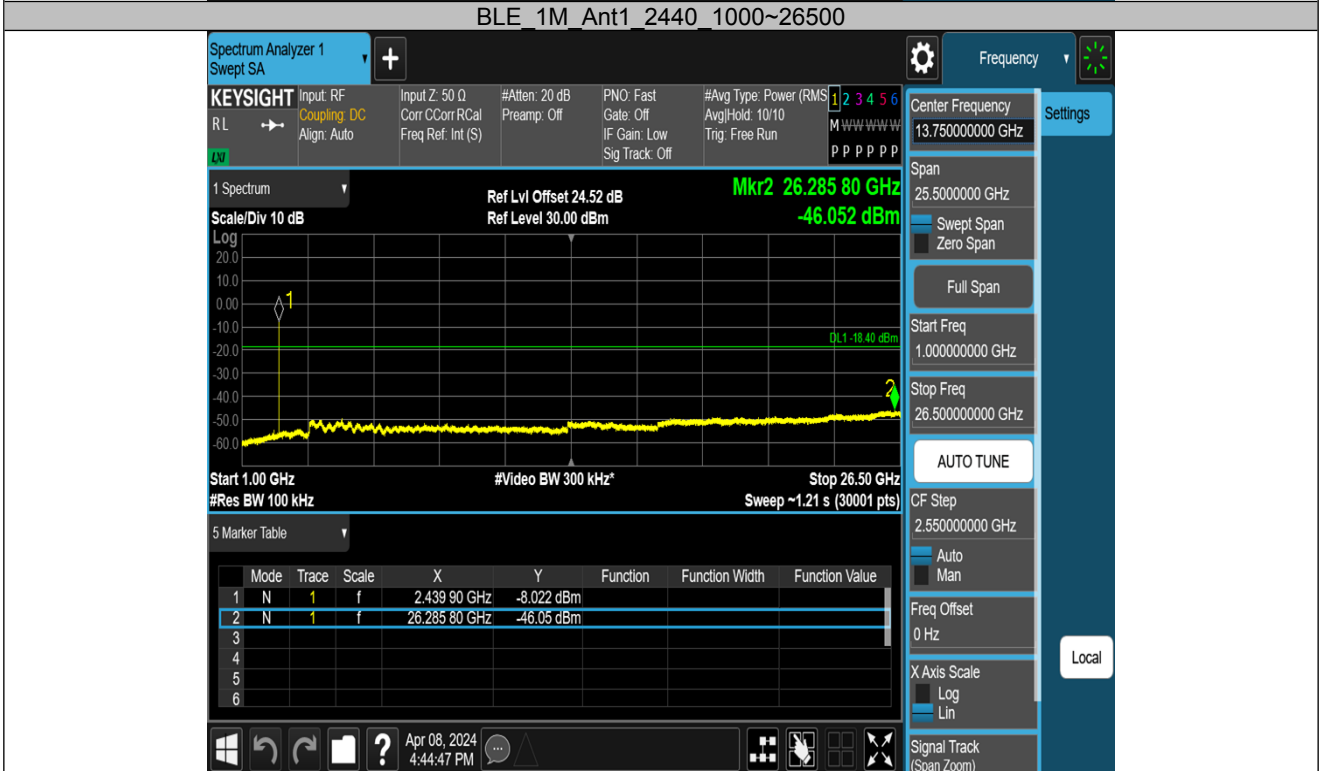 BLE_1M_Ant1_2440_1000~26500
Spectrum Analyzer 1
Swept SA
+
Frequency
KEYSIGHT
RL
LXI
Input: RF
Coupling: DC
Align: Auto
Input Z: 50 Ω
Corr CCorr RCal
Freq Ref: Int (S)
#Atten: 20 dB
Preamp: Off
PNO: Fast
Gate: Off
IF Gain: Low
Sig Track: Off
#Avg Type: Power (RMS
Avg|Hold: 10/10
Trig: Free Run
1 2 3 4 5 6
M W W W W W
P P P P P P
1 Spectrum
Scale/Div 10 dB
Ref Lvl Offset 24.52 dB
Ref Level 30.00 dBm
Mkr2 26.285 80 GHz
-46.052 dBm
Log
20.0
10.0
0.00
-10.0
-20.0
-30.0
-40.0
-50.0
-60.0
1
DL1 -18.40 dBm
2
Start 1.00 GHz
#Video BW 300 kHz*
Stop 26.50 GHz
#Res BW 100 kHz
Sweep ~1.21 s (30001 pts)
5 Marker Table
Mode Trace Scale X Y Function Function Width Function Value
1 N 1 f 2.439 90 GHz -8.022 dBm
2 N 1 f 26.285 80 GHz -46.05 dBm
3
4
5
6
Apr 08, 2024
4:44:47 PM
?
Center Frequency
13.750000000 GHz
Settings
Span
25.5000000 GHz
Swept Span
Zero Span
Full Span
Start Freq
1.000000000 GHz
Stop Freq
26.500000000 GHz
AUTO TUNE
CF Step
2.550000000 GHz
Auto
Man
Freq Offset
0 Hz
Local
X Axis Scale
Log
Lin
Signal Track
(Span Zoom)